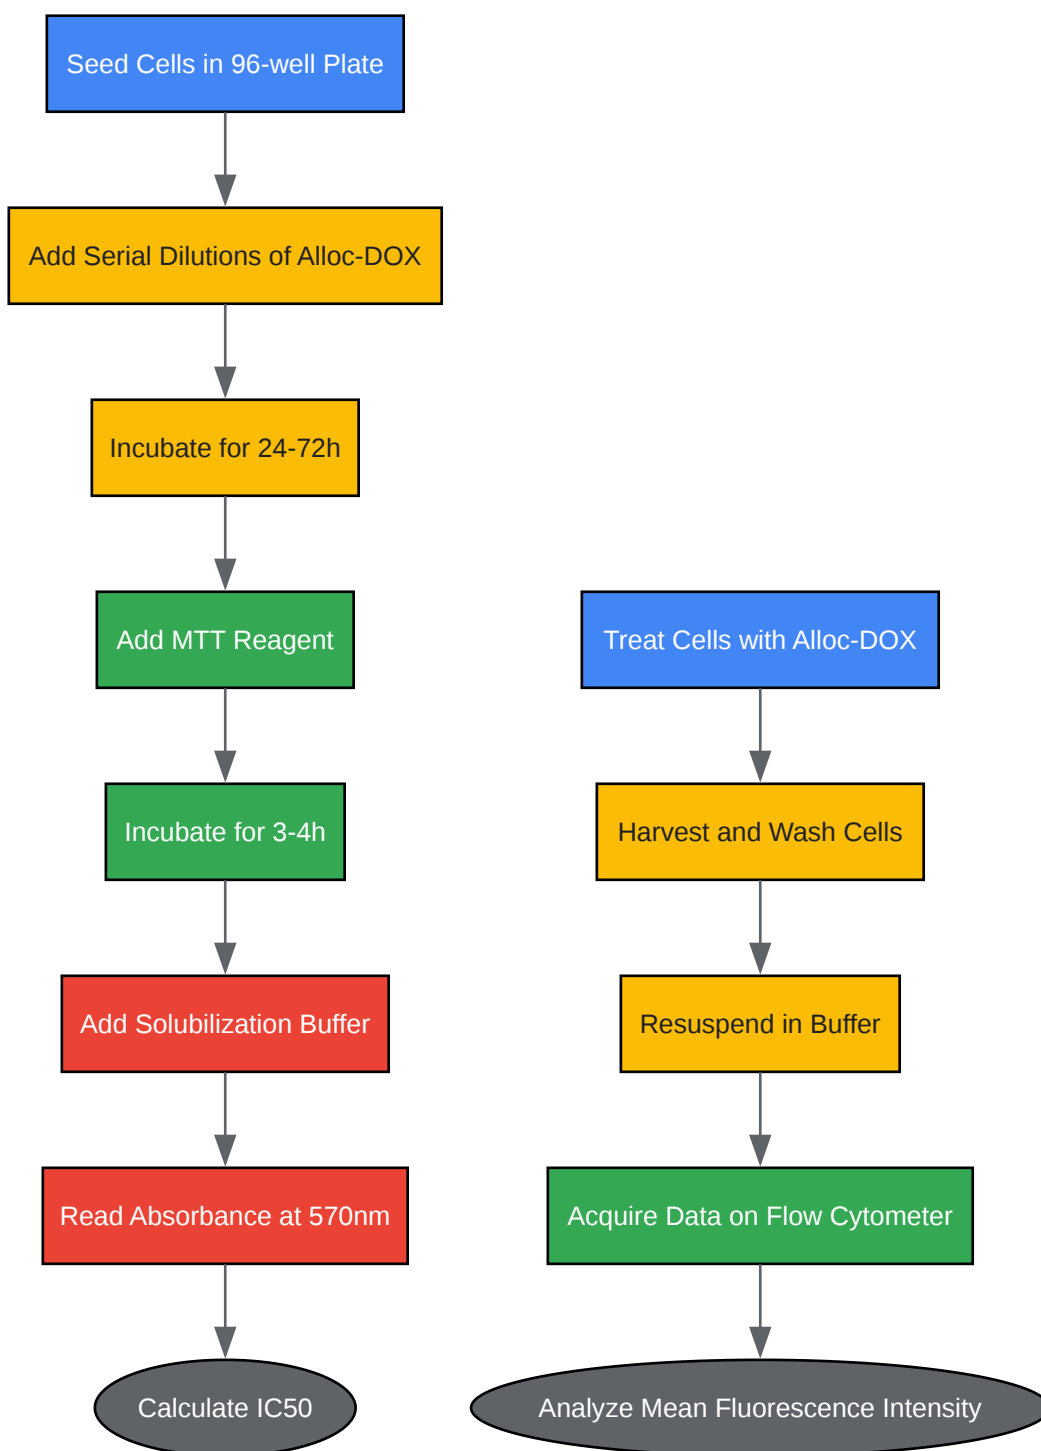 Seed Cells in 96-well Plate
Add Serial Dilutions of Alloc-DOX
Incubate for 24-72h
Add MTT Reagent
Incubate for 3-4h
Add Solubilization Buffer
Read Absorbance at 570nm
Calculate IC50
Treat Cells with Alloc-DOX
Harvest and Wash Cells
Resuspend in Buffer
Acquire Data on Flow Cytometer
Analyze Mean Fluorescence Intensity